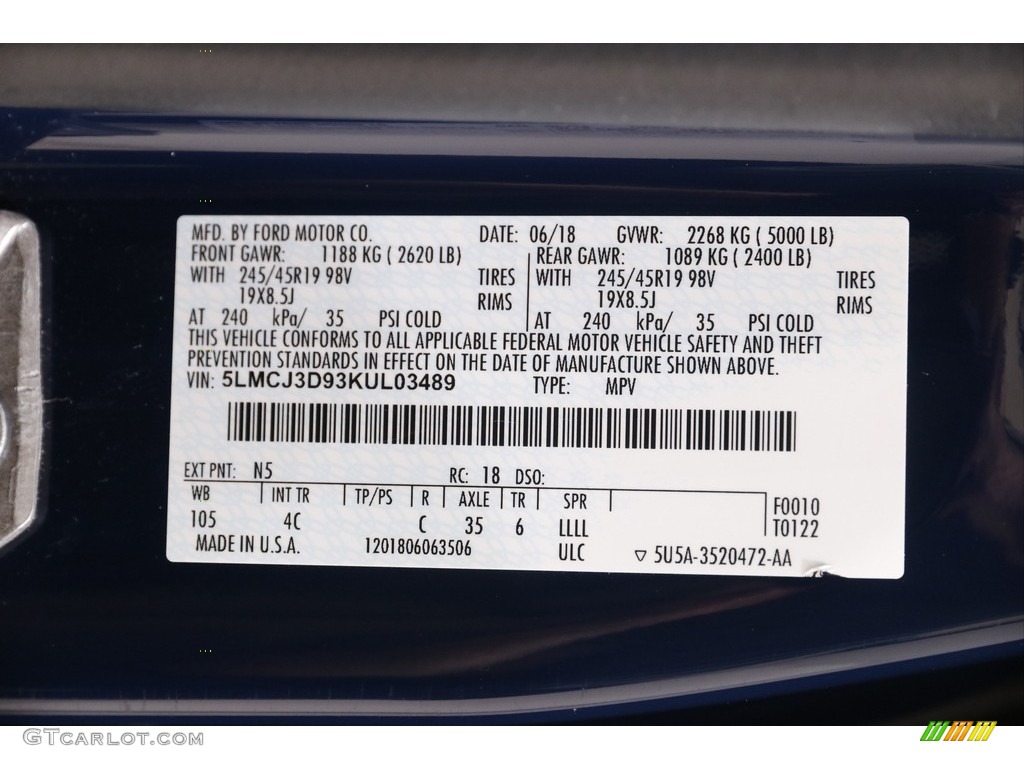 MFD. BY FORD MOTOR CO. DATE: 06/18 GVWR: 2268 KG ( 5000 LB)
FRONT GAWR: 1188 KG ( 2620 LB) REAR GAWR: 1089 KG ( 2400 LB)
WITH 245/45R19 98V TIRES WITH 245/45R19 98V TIRES
19X8.5J RIMS 19X8.5J RIMS
AT 240 kPa/ 35 PSI COLD AT 240 kPa/ 35 PSI COLD
THIS VEHICLE CONFORMS TO ALL APPLICABLE FEDERAL MOTOR VEHICLE SAFETY AND THEFT
PREVENTION STANDARDS IN EFFECT ON THE DATE OF MANUFACTURE SHOWN ABOVE.
VIN: 5LMCJ3D93KUL03489 TYPE: MPV
EXT PNT: N5 RC: 18 DSO:
WB INT TR TP/PS R AXLE TR SPR F0010
105 4C C 35 6 LLLL T0122
MADE IN U.S.A. 1201806063506 ULC ▽ 5U5A-3520472-AA
GTCarlot.com